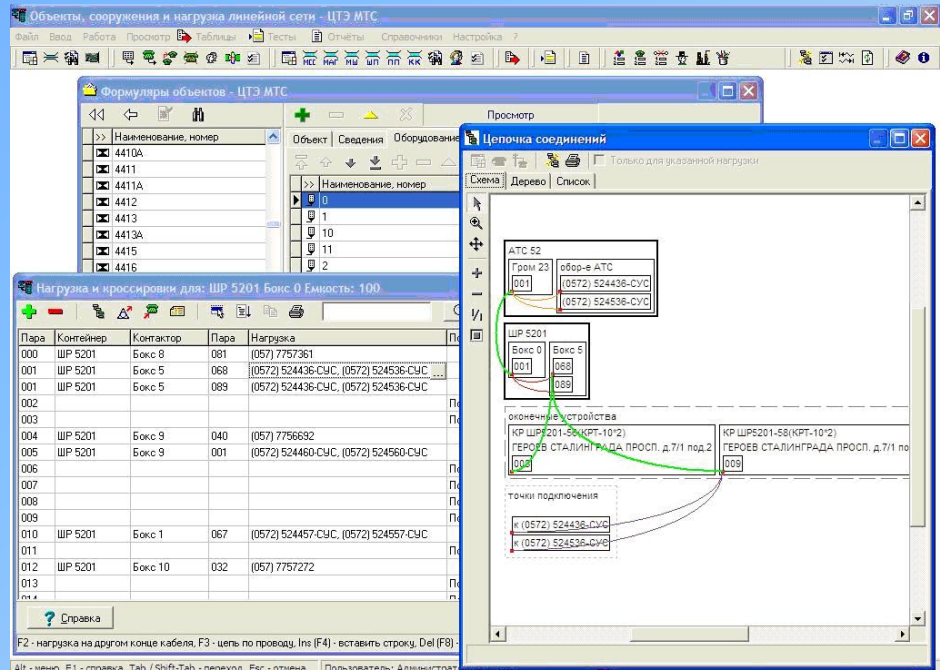 Объекты, сооружения и нагрузка линейной сети - ЦТЭ МТС
Файл Ввод Работа Просмотр Таблицы Тесты Отчёты Справочники Настройка ?
Формуляры объектов - ЦТЭ МТС
Просмотр
>> Наименование, номер
4410А
4411
4411А
4412
4413
4413А
4415
4416
Объект Сведения Оборудование
>> Наименование, номер
0
1
10
11
2
Нагрузка и кроссировки для: ШР 5201 Бокс 0 Емкость: 100
Пара Контейнер Контактор Пара Нагрузка
000 ШР 5201 Бокс 8 081 (057) 7757361
001 ШР 5201 Бокс 5 068 (0572) 524436-СУС, (0572) 524536-СУС ...
001 ШР 5201 Бокс 5 089 (0572) 524436-СУС, (0572) 524536-СУС
002
003
004 ШР 5201 Бокс 9 040 (057) 7756692
005 ШР 5201 Бокс 9 001 (0572) 524460-СУС, (0572) 524560-СУС
006
007
008
009
010 ШР 5201 Бокс 1 067 (0572) 524457-СУС, (0572) 524557-СУС
011
012 ШР 5201 Бокс 10 032 (057) 7757272
013
014
? Справка
F2 - нагрузка на другом конце кабеля, F3 - цепь по проводу, Ins (F4) - вставить строку, Del (F8) -
Alt - меню, F1 - справка, Tab / Shift-Tab - переход, Esc - отмена Пользователь: Администрат
Цепочка соединений
Только для указанной нагрузки
Схема Дерево Список
АТС 52
Гром 23 обор-е АТС
001 (0572) 524436-СУС
(0572) 524536-СУС
ШР 5201
Бокс 0 Бокс 5
001 068
089
оконечные устройства
КР ШР5201-56(КРТ-10*2) КР ШР5201-58(КРТ-10*2)
ГЕРОЕВ СТАЛИНГРАДА ПРОСП. д.7/1 под.2 ГЕРОЕВ СТАЛИНГРАДА ПРОСП. д.7/1 по
008 009
точки подключения
к (0572) 524436-СУС
к (0572) 524536-СУС